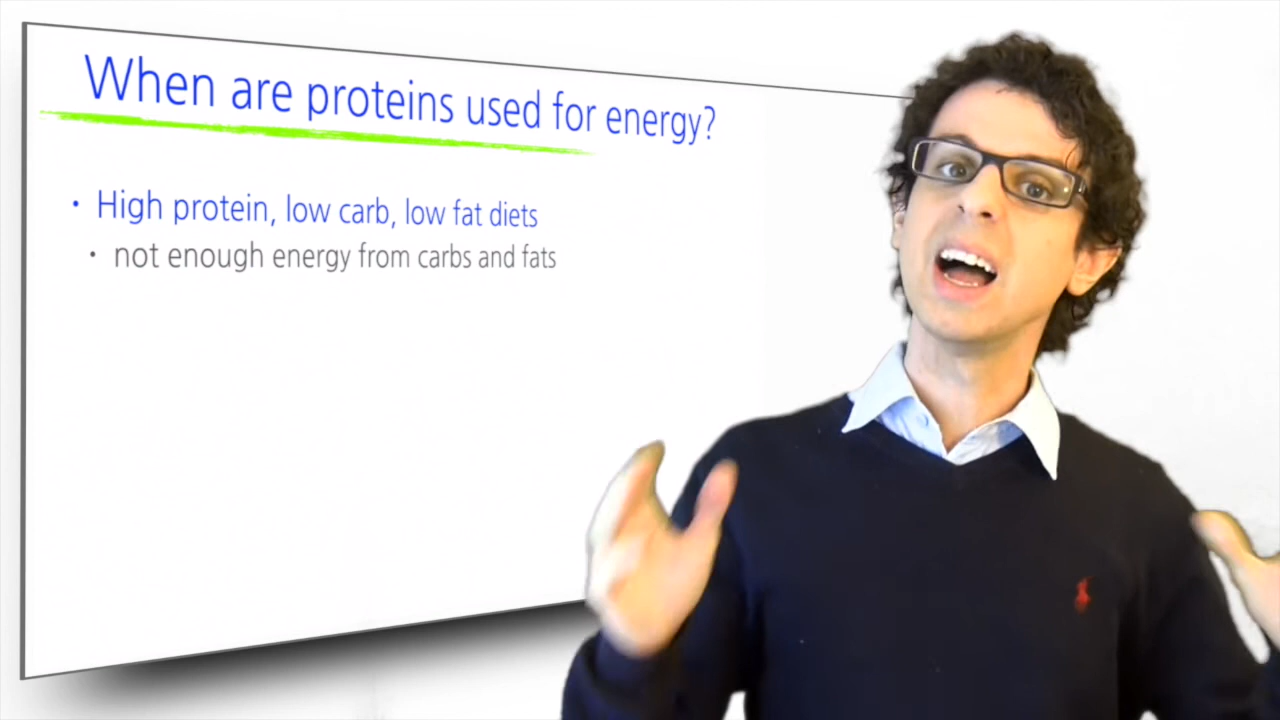 When are proteins used for energy?
• High protein, low carb, low fat diets
• not enough energy from carbs and fats